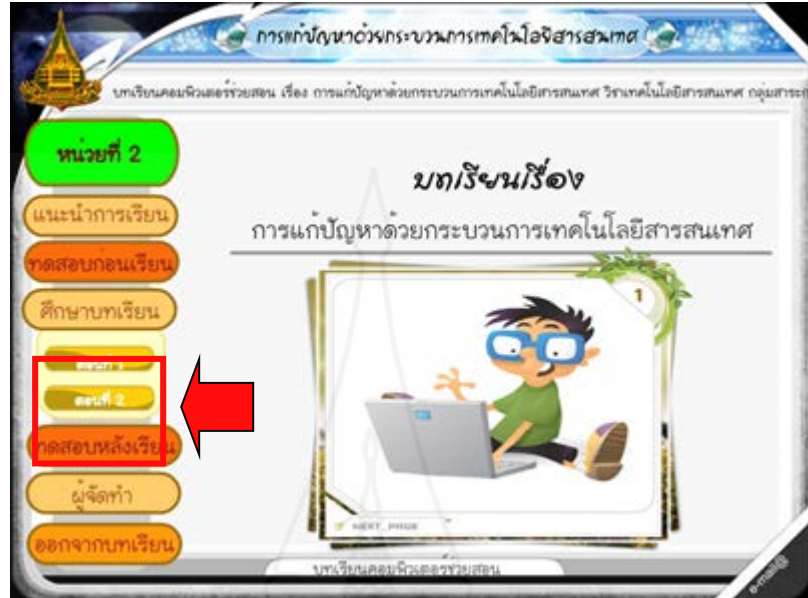 การแก้ปัญหาด้วยกระบวนการเทคโนโลยีสารสนเทศ
บทเรียนคอมพิวเตอร์ช่วยสอน เรื่อง การแก้ปัญหาด้วยกระบวนการเทคโนโลยีสารสนเทศ วิชาเทคโนโลยีสารสนเทศ กลุ่มสาระก
หน่วยที่ 2
แนะนำการเรียน
ทดสอบก่อนเรียน
ศึกษาบทเรียน
ตอนที่ 2
ทดสอบหลังเรียน
ผู้จัดทำ
ออกจากบทเรียน
บทเรียนเรื่อง
การแก้ปัญหาด้วยกระบวนการเทคโนโลยีสารสนเทศ
1
NEXT PAGE
บทเรียนคอมพิวเตอร์ช่วยสอน
e-mail@